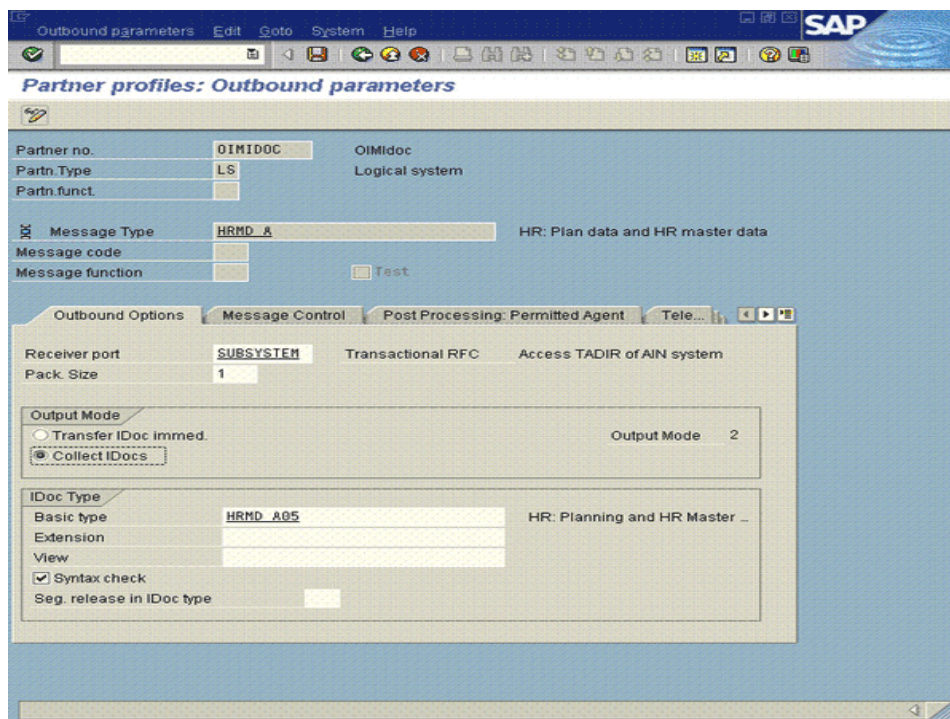 Outbound parameters Edit Goto System Help
SAP
Partner profiles: Outbound parameters
Partner no. OIMIDOC OIMIdoc
Partn.Type LS Logical system
Partn.funct.
Message Type HRMD_A HR: Plan data and HR master data
Message code
Message function Test
Outbound Options Message Control Post Processing: Permitted Agent Tele...
Receiver port SUBSYSTEM Transactional RFC Access TADIR of AIN system
Pack. Size 1
Output Mode
Transfer IDoc immed. Output Mode 2
Collect IDocs
IDoc Type
Basic type HRMD_A05 HR: Planning and HR Master ..
Extension
View
Syntax check
Seg. release in IDoc type